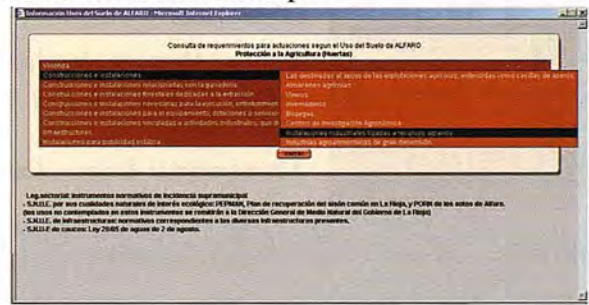 Información Usos del Suelo de ALFARO - Microsoft Internet Explorer
Consulta de requerimientos para actuaciones segun el Uso del Suelo de ALFARO
Protección a la Agricultura (Huertas)
Vivienda
Construcciones e instalaciones
Construcciones e instalaciones relacionadas con la ganadería
Construcciones e instalaciones forestales dedicadas a la extracción
Construcciones e instalaciones necesarias para la ejecución, entretenimient
Construcciones e instalaciones para el equipamiento, dotaciones o servicio
Construcciones e instalaciones vinculadas a actividades industriales, que d
Infraestructuras
Instalaciones para publicidad estática
Las destinadas al apoyo de las explotaciones agrícolas, entendidas como casillas de aperos
Almacenes agrícolas
Viveros
Invernaderos
Bodegas
Centros de Investigación Agronómica
Instalaciones industriales ligadas a recursos agrarios
Industrias agroalimentarias de gran dimensión
- Leg.sectorial: instrumentos normativos de incidencia supramunicipal
- S.N.U.E. por sus cualidades naturales de interés ecológico: PEPMAN, Plan de recuperación del sisón común en La Rioja, y PORN de los sotos de Alfaro.
(los usos no contemplados en estos instrumentos se remitirán a la Dirección General de Medio Natural del Gobierno de La Rioja)
- S.N.U.E. de infraestructuras: normativas correspondientes a las diversas infraestructuras presentes.
- S.N.U.E de cauces: Ley 29/85 de aguas de 2 de agosto.